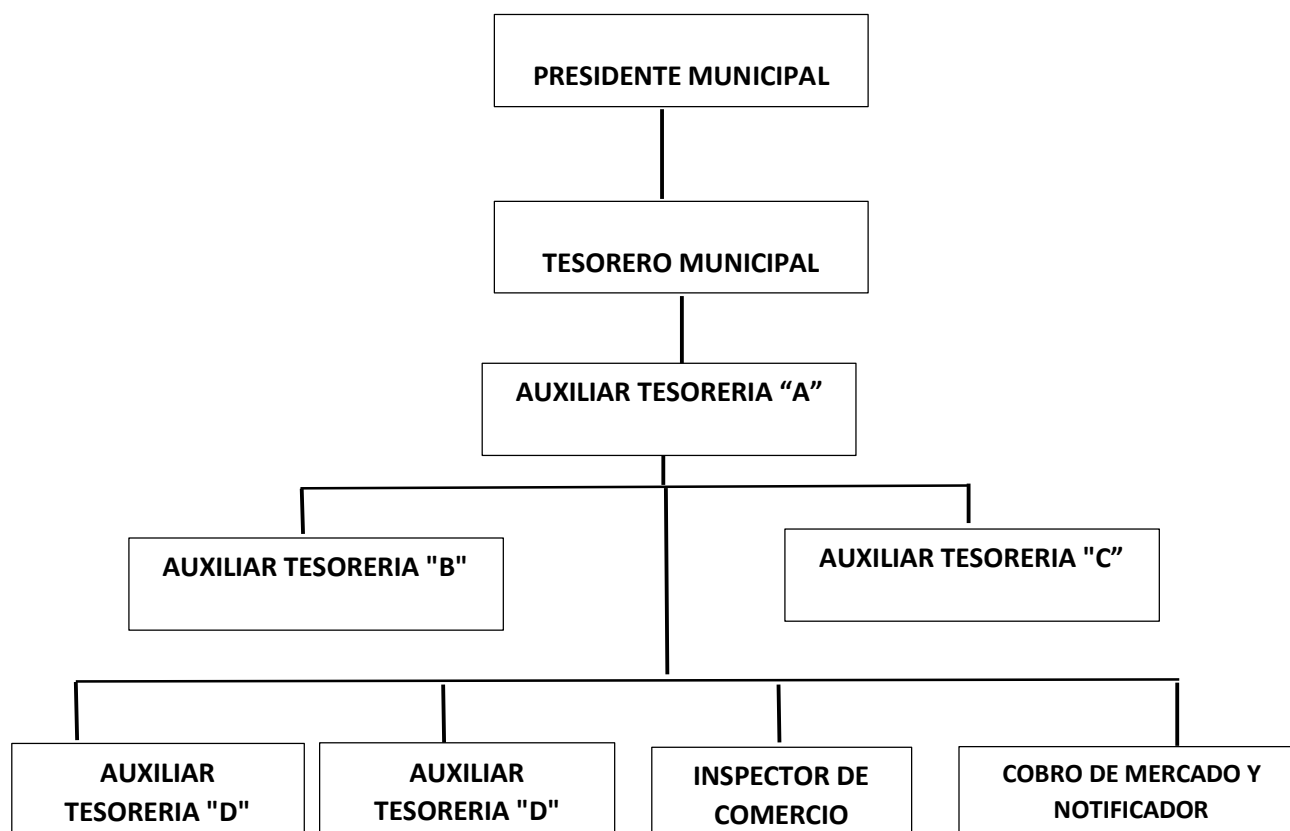 PRESIDENTE MUNICIPAL
TESORERO MUNICIPAL
AUXILIAR TESORERIA “A”
AUXILIAR TESORERIA "B"
AUXILIAR TESORERIA "C”
AUXILIAR
TESORERIA "D"
AUXILIAR
TESORERIA "D"
INSPECTOR DE
COMERCIO
COBRO DE MERCADO Y
NOTIFICADOR